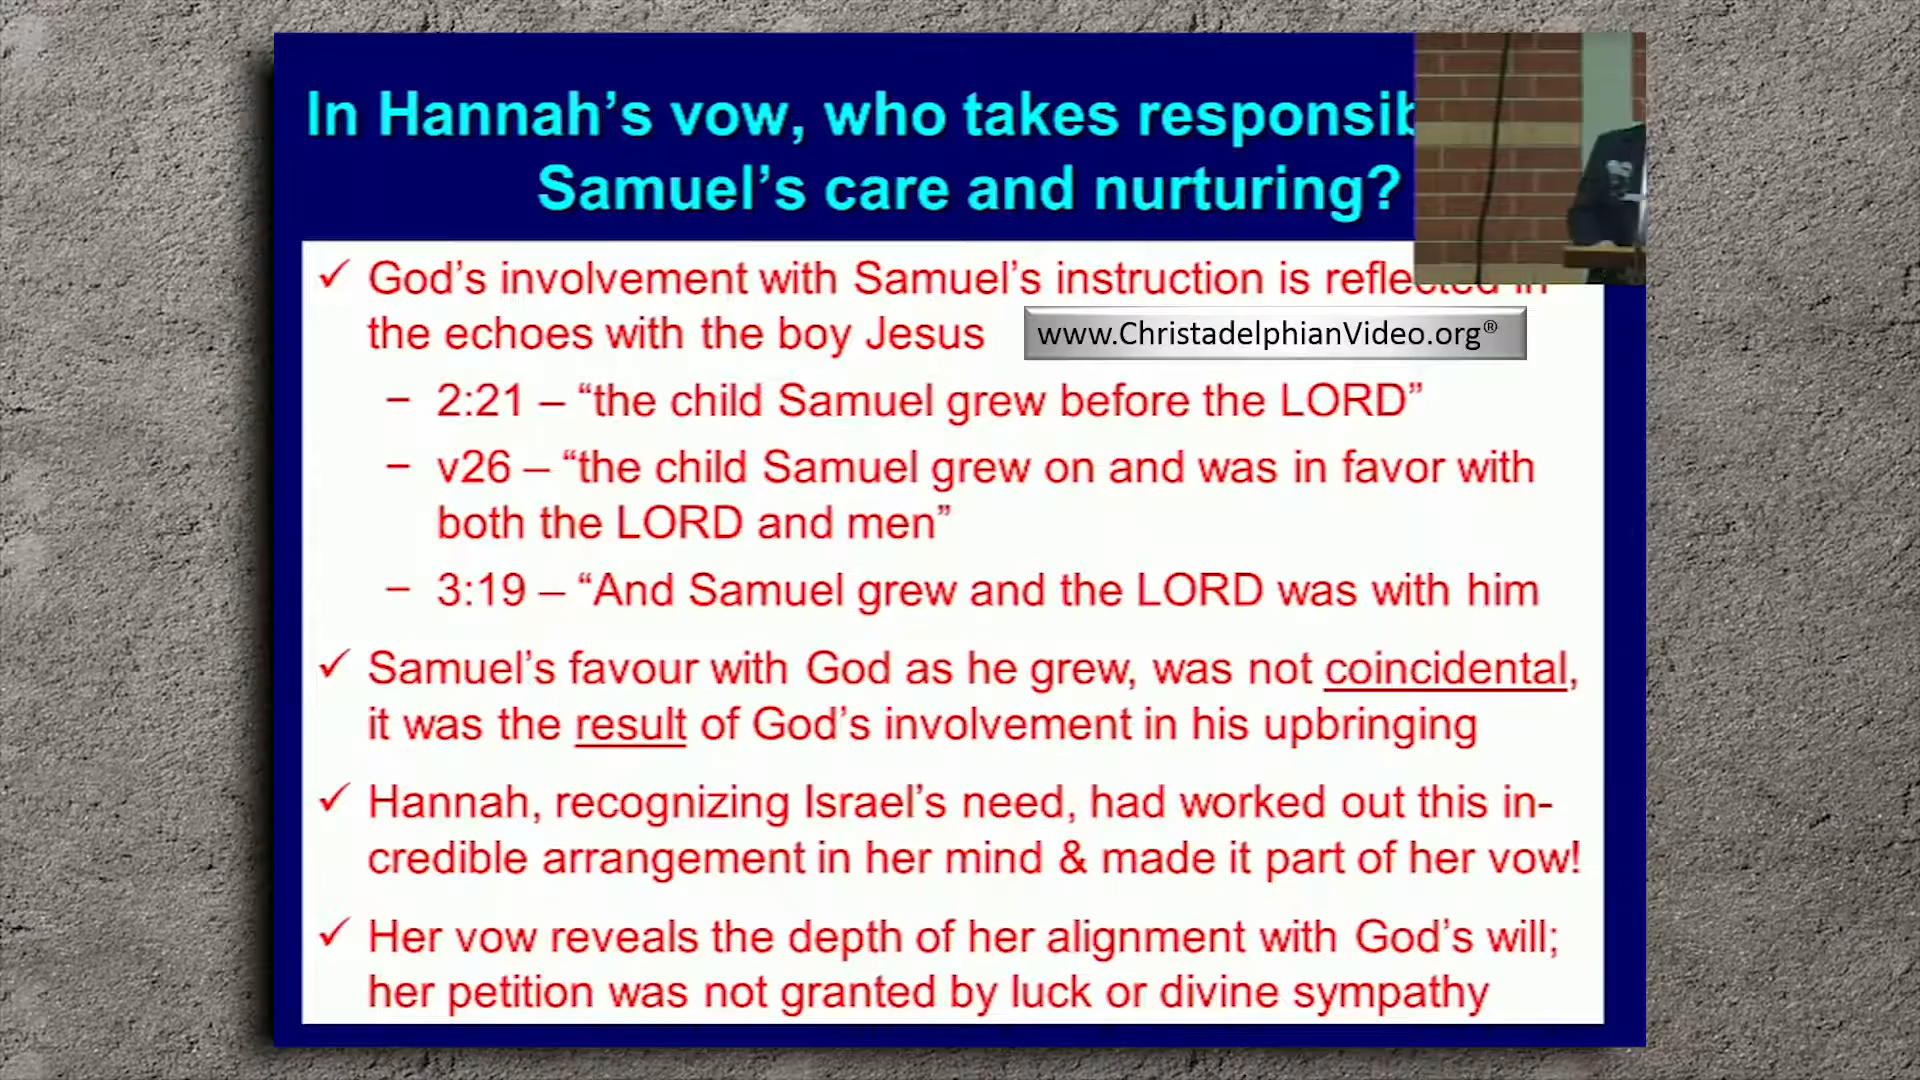 In Hannah's vow, who takes responsib
Samuel's care and nurturing?
✓ God's involvement with Samuel's instruction is reflected in
the echoes with the boy Jesus
www.ChristadelphianVideo.org®
– 2:21 – “the child Samuel grew before the LORD”
– v26 – “the child Samuel grew on and was in favor with
both the LORD and men”
– 3:19 – “And Samuel grew and the LORD was with him
✓ Samuel's favour with God as he grew, was not coincidental,
it was the result of God's involvement in his upbringing
✓ Hannah, recognizing Israel's need, had worked out this in-
credible arrangement in her mind & made it part of her vow!
✓ Her vow reveals the depth of her alignment with God's will;
her petition was not granted by luck or divine sympathy